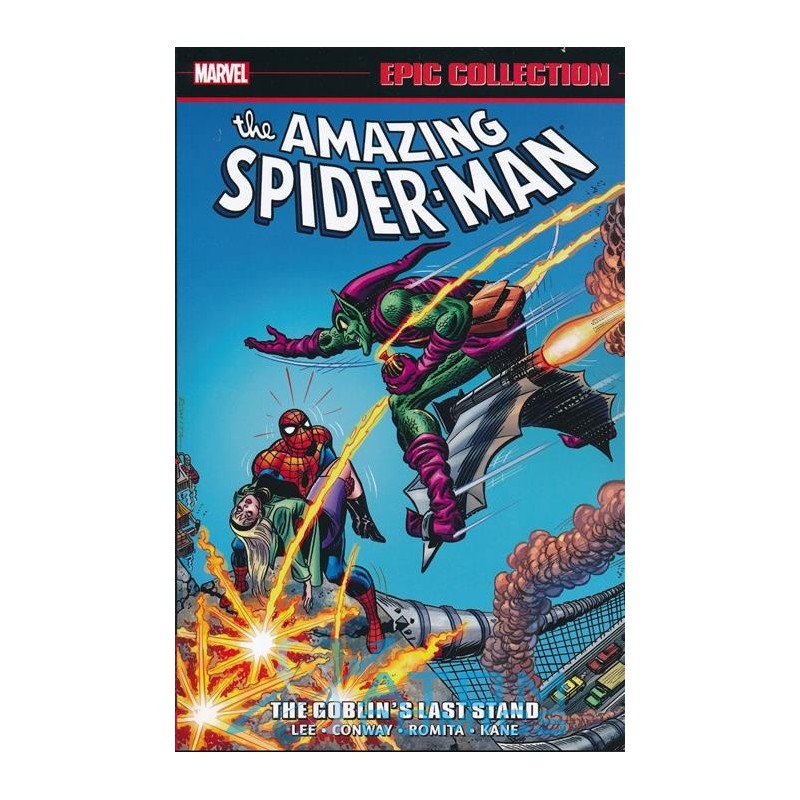 MARVEL
EPIC COLLECTION
the AMAZING
SPIDER-MAN
THE GOBLIN'S LAST STAND
LEE • CONWAY • ROMITA • KANE